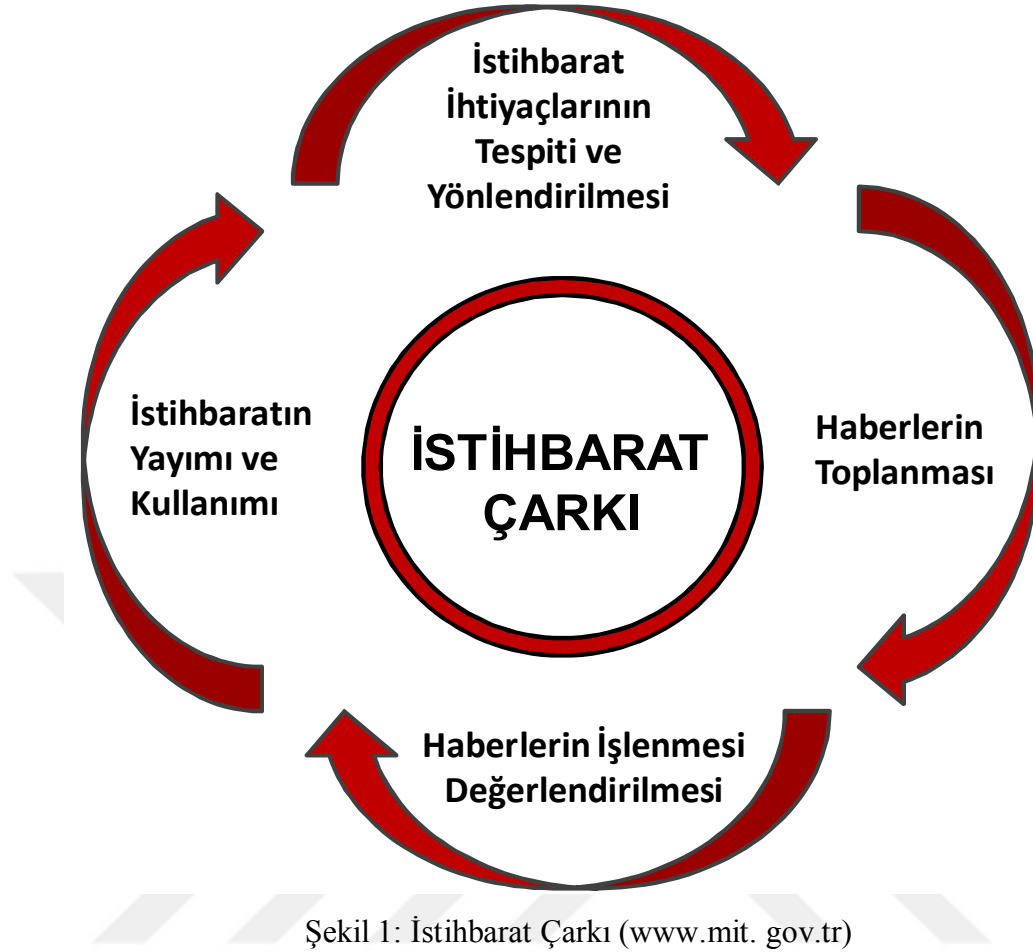 İstihbarat
İhtiyaçlarının
Tespiti ve
Yönlendirilmesi
Haberlerin
Toplanması
Haberlerin İşlenmesi
Değerlendirilmesi
İstihbaratın
Yayımı ve
Kullanımı
İSTİHBARAT
ÇARKI
Şekil 1: İstihbarat Çarkı (www.mit. gov.tr)